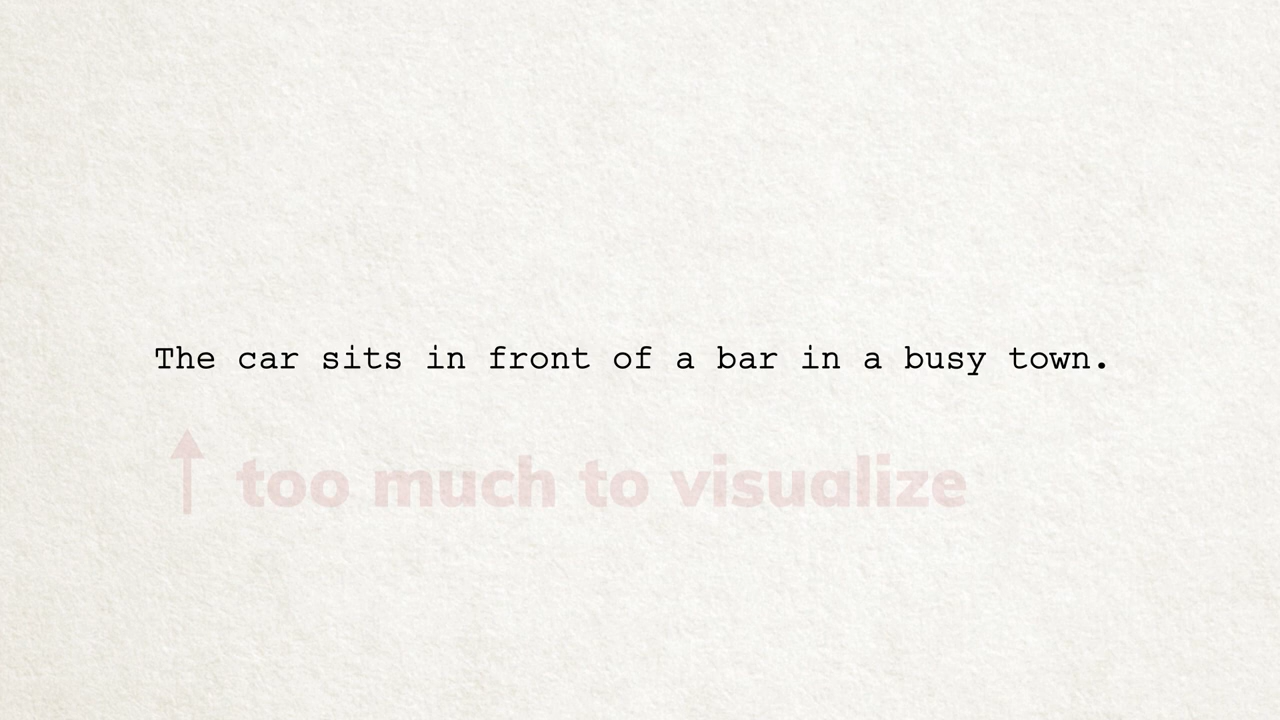 The car sits in front of a bar in a busy town.
↑ too much to visualize